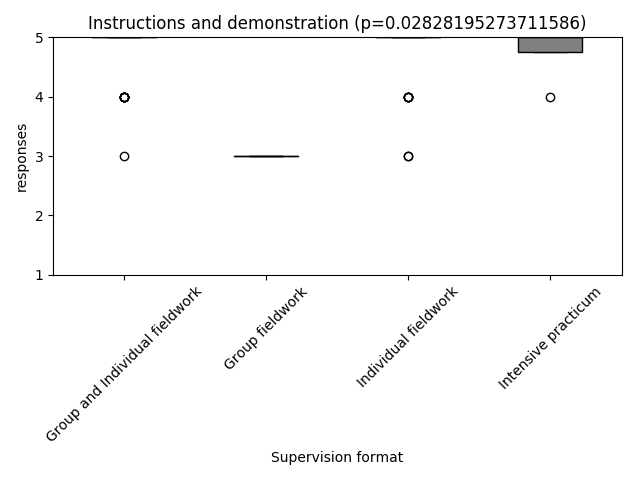 Instructions and demonstration (p=0.02828195273711586)
5
4
3
2
1
responses
Group and Individual fieldwork
Group fieldwork
Individual fieldwork
Intensive practicum
Supervision format